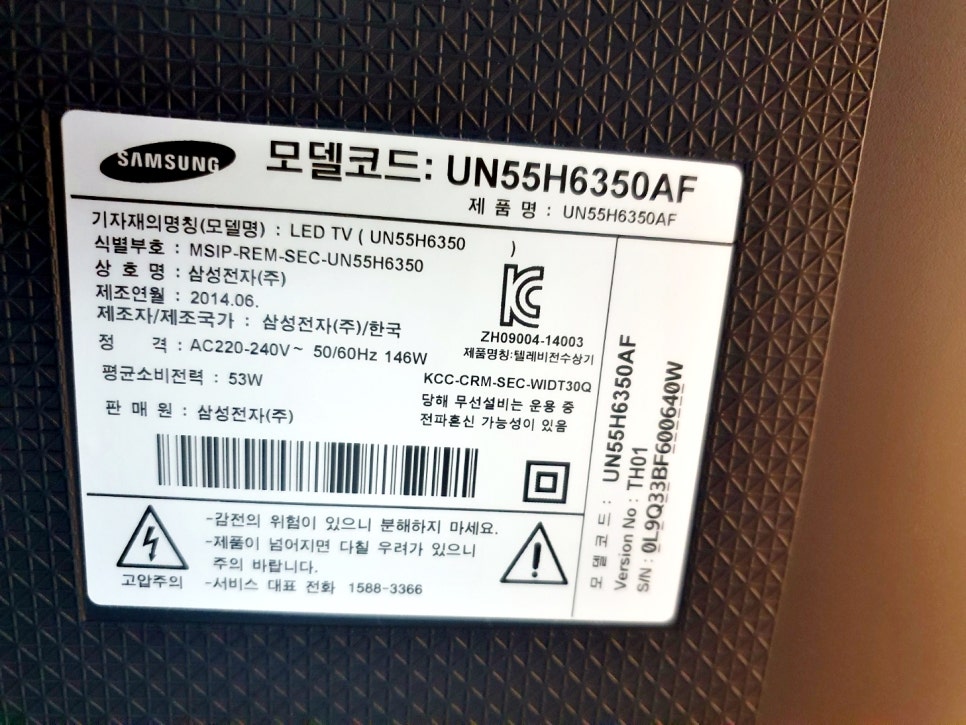 SAMSUNG
모델코드: UN55H6350AF
제 품 명 : UN55H6350AF
기자재의명칭(모델명) : LED TV ( UN55H6350 )
식별부호 : MSIP-REM-SEC-UN55H6350
상 호 명 : 삼성전자(주)
제조연월 : 2014.06.
제조자/제조국가 : 삼성전자(주)/한국
정 격 : AC220-240V~ 50/60Hz 146W
평균소비전력 : 53W
판 매 원 : 삼성전자(주)
ZH09004-14003
제품명칭:텔레비전수상기
KCC-CRM-SEC-WIDT30Q
당해 무선설비는 운용 중
전파혼신 가능성이 있음
고압주의
-감전의 위험이 있으니 분해하지 마세요.
-제품이 넘어지면 다칠 우려가 있으니
주의 바랍니다.
-서비스 대표 전화 1588-3366
모 델 코 드 : UN55H6350AF
Version No : TH01
S/N : 0L9Q33BF600640W